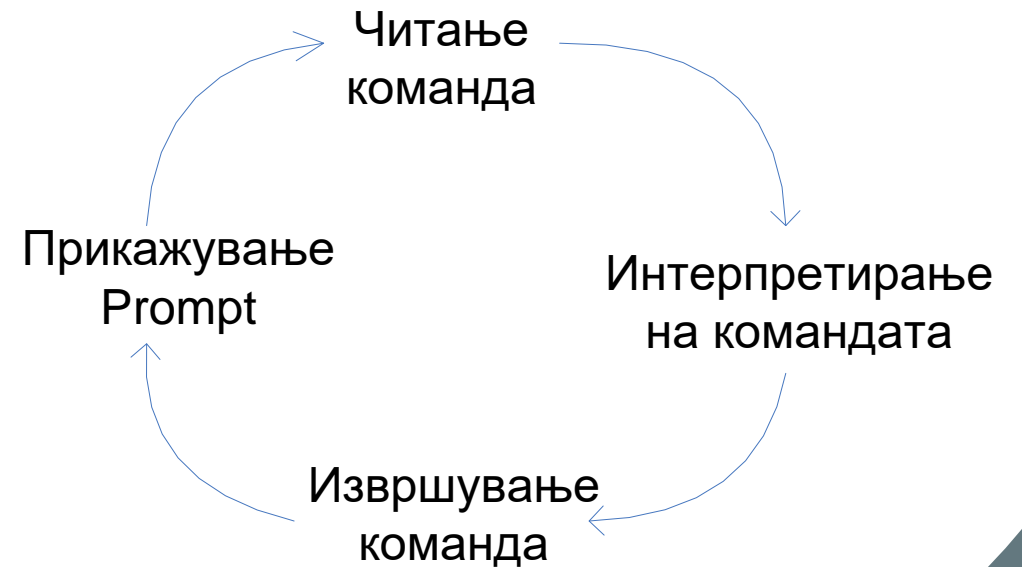 Читање
команда
Прикажување
Prompt
Интерпретирање
на командата
Извршување
команда